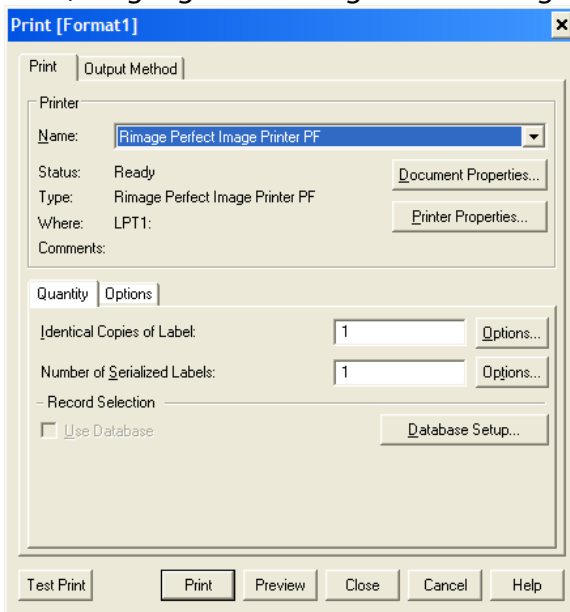 Print [Format1]
Print Output Method
Printer
Name: Rimage Perfect Image Printer PF
Status: Ready Document Properties...
Type: Rimage Perfect Image Printer PF
Where: LPT1: Printer Properties...
Comments:
Quantity Options
Identical Copies of Label: 1 Options...
Number of Serialized Labels: 1 Options...
Record Selection
Use Database Database Setup...
Test Print Print Preview Close Cancel Help